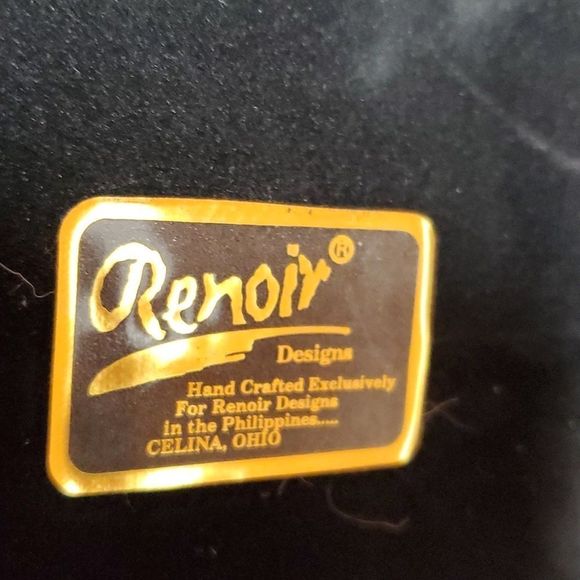 Renoir®
Designs
Hand Crafted Exclusively
For Renoir Designs
in the Philippines.....
CELINA, OHIO